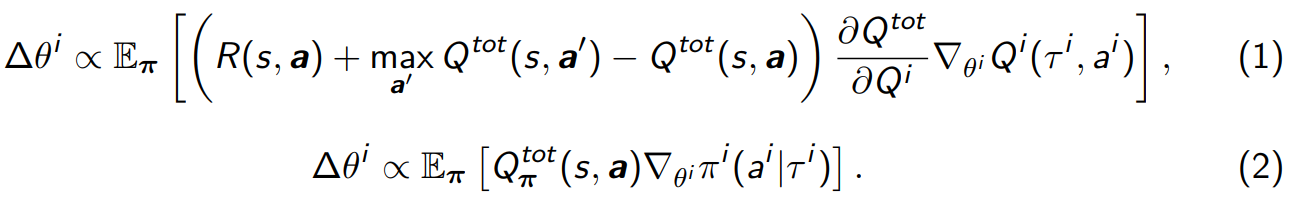 Δθ^i ∝ 𝔼_π [ ( R(s, a) + max_{a′} Q^{tot}(s, a′) − Q^{tot}(s, a) ) ∂Q^{tot}/∂Q^i ∇_{θ^i} Q^i(τ^i, a^i) ] , (1)
Δθ^i ∝ 𝔼_π [ Q_π^{tot}(s, a) ∇_{θ^i} π^i(a^i|τ^i) ] . (2)